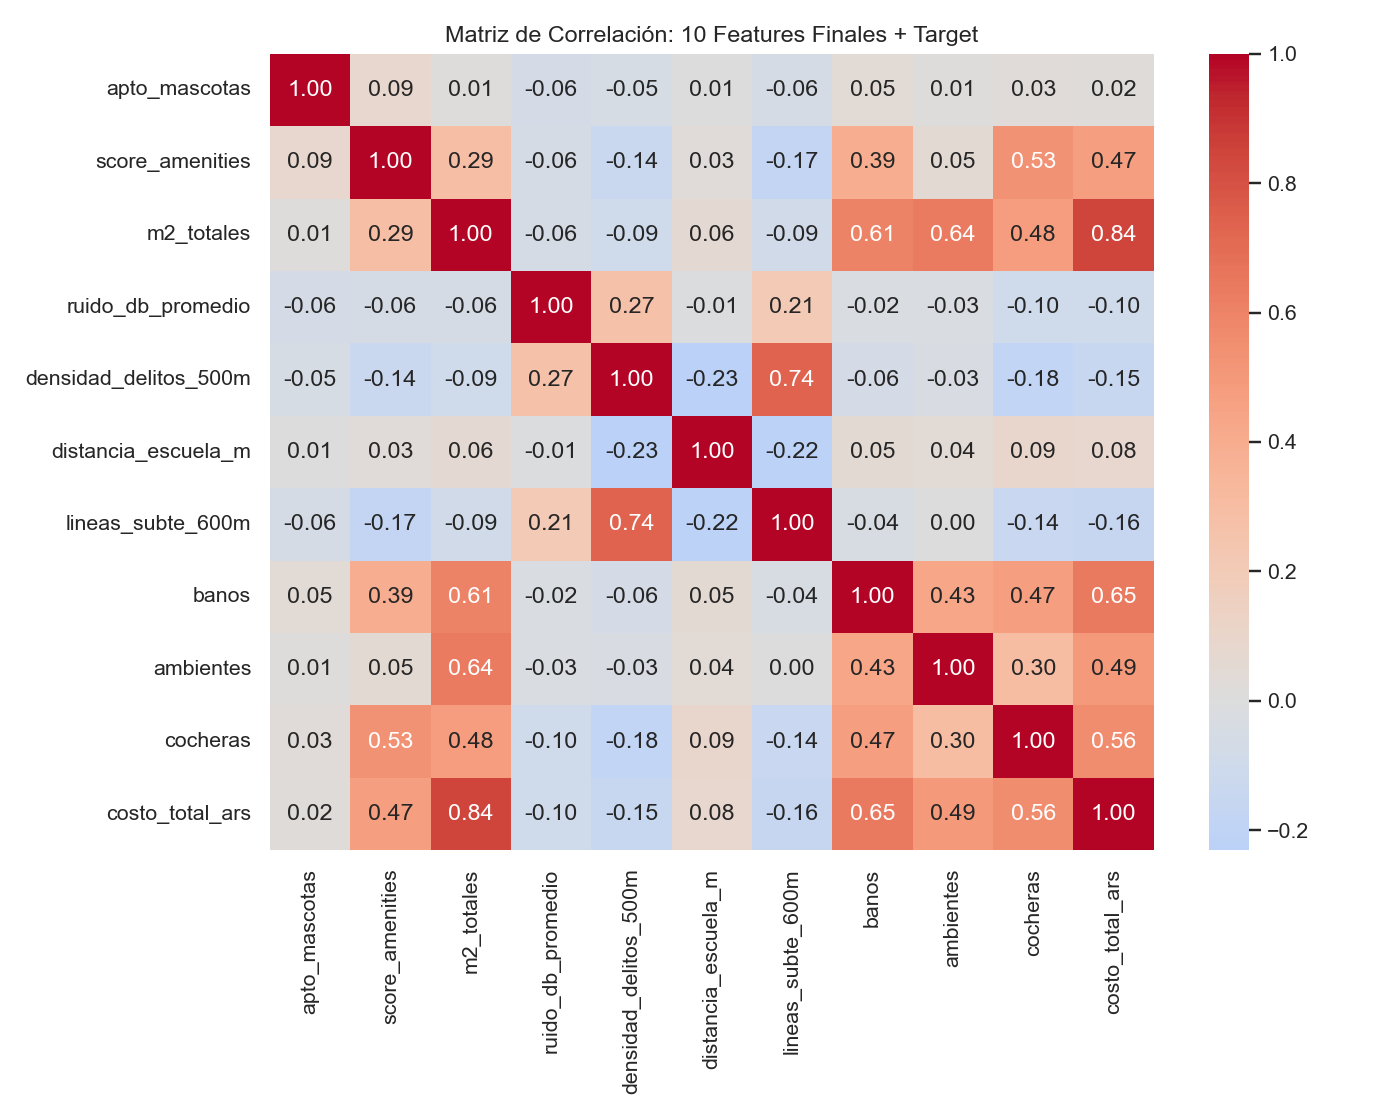 Matriz de Correlación: 10 Features Finales + Target
apto_mascotas 1.00 0.09 0.01 -0.06 -0.05 0.01 -0.06 0.05 0.01 0.03 0.02
score_amenities 0.09 1.00 0.29 -0.06 -0.14 0.03 -0.17 0.39 0.05 0.53 0.47
m2_totales 0.01 0.29 1.00 -0.06 -0.09 0.06 -0.09 0.61 0.64 0.48 0.84
ruido_db_promedio -0.06 -0.06 -0.06 1.00 0.27 -0.01 0.21 -0.02 -0.03 -0.10 -0.10
densidad_delitos_500m -0.05 -0.14 -0.09 0.27 1.00 -0.23 0.74 -0.06 -0.03 -0.18 -0.15
distancia_escuela_m 0.01 0.03 0.06 -0.01 -0.23 1.00 -0.22 0.05 0.04 0.09 0.08
lineas_subte_600m -0.06 -0.17 -0.09 0.21 0.74 -0.22 1.00 -0.04 0.00 -0.14 -0.16
banos 0.05 0.39 0.61 -0.02 -0.06 0.05 -0.04 1.00 0.43 0.47 0.65
ambientes 0.01 0.05 0.64 -0.03 -0.03 0.04 0.00 0.43 1.00 0.30 0.49
cocheras 0.03 0.53 0.48 -0.10 -0.18 0.09 -0.14 0.47 0.30 1.00 0.56
costo_total_ars 0.02 0.47 0.84 -0.10 -0.15 0.08 -0.16 0.65 0.49 0.56 1.00
apto_mascotas
score_amenities
m2_totales
ruido_db_promedio
densidad_delitos_500m
distancia_escuela_m
lineas_subte_600m
banos
ambientes
cocheras
costo_total_ars
1.0
0.8
0.6
0.4
0.2
0.0
−0.2